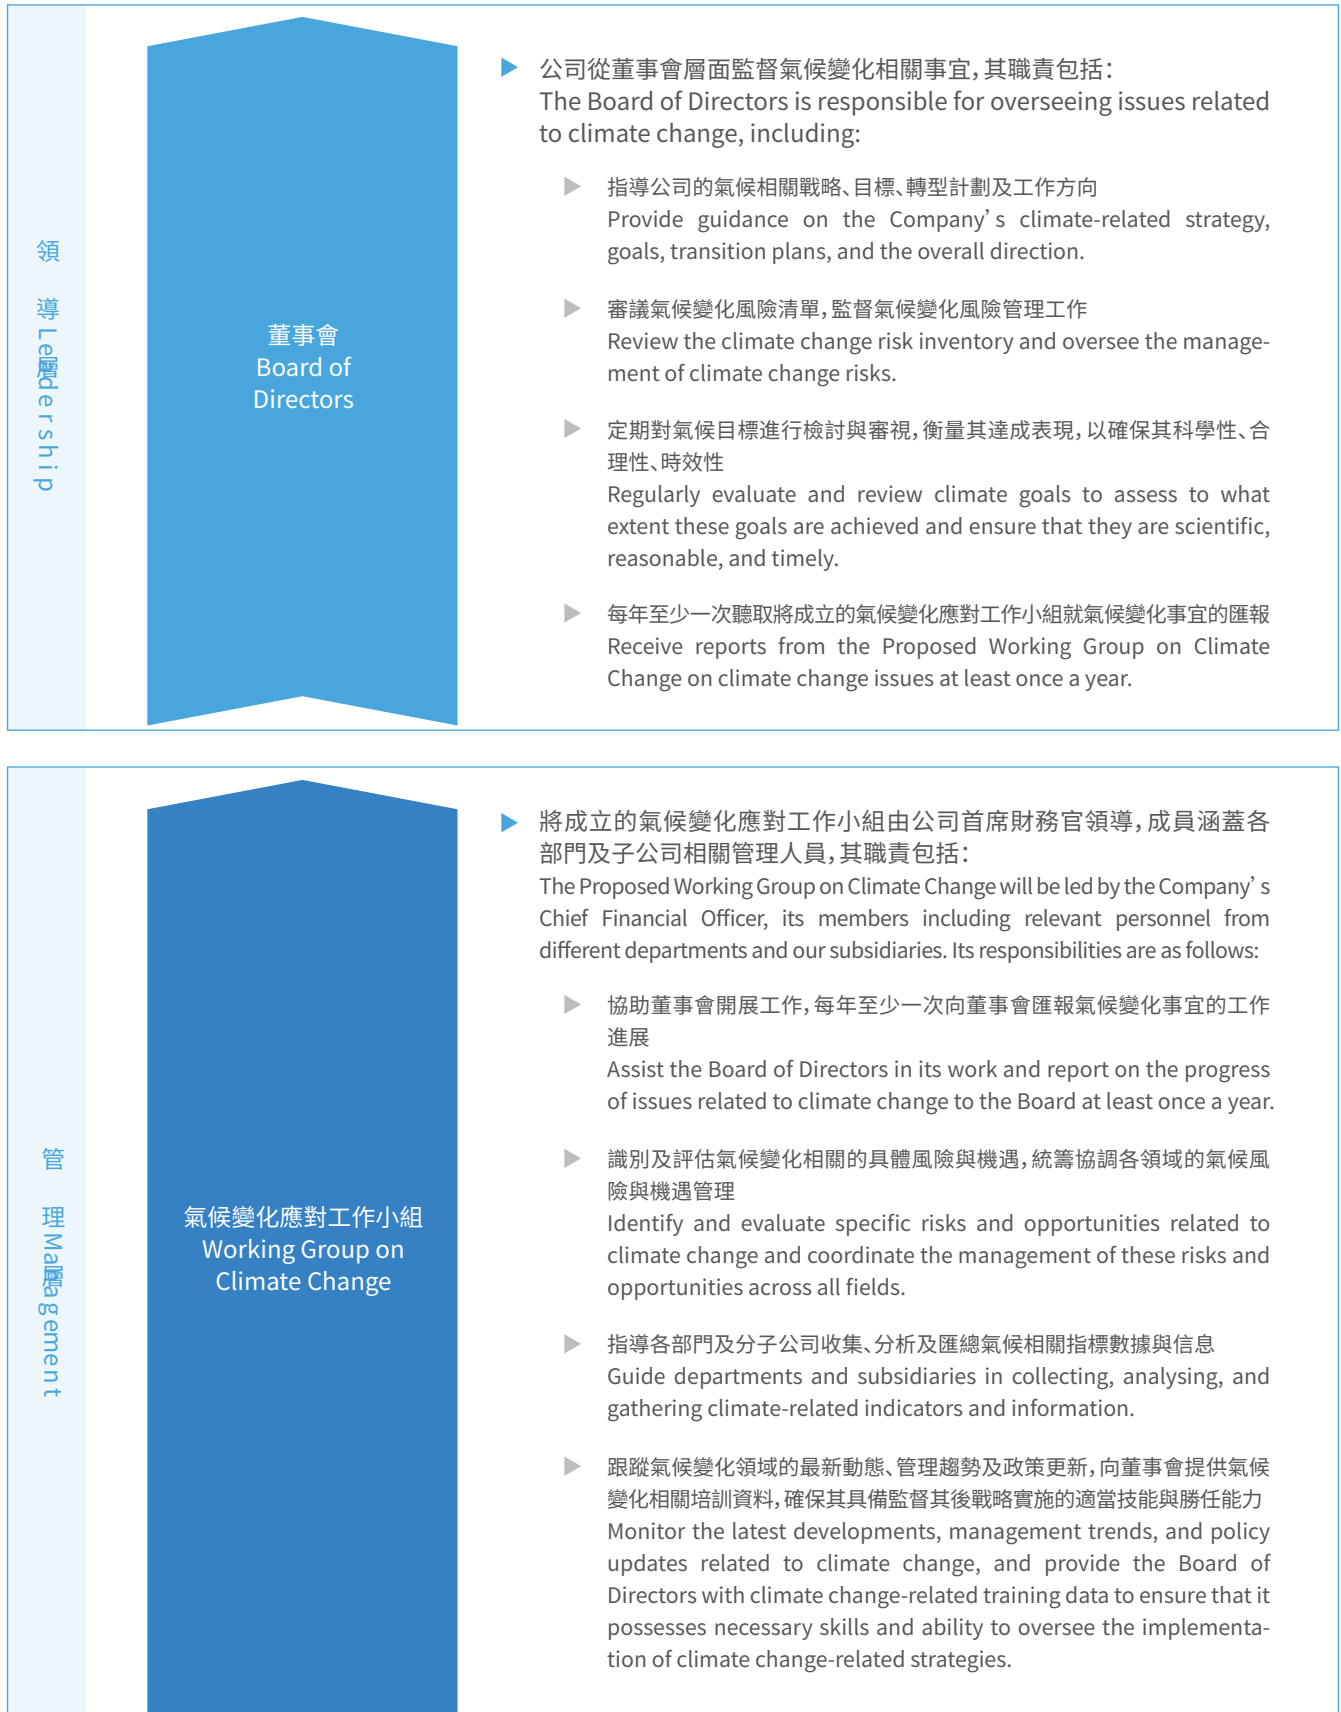 領導層
Leadership
董事會
Board of
Directors
公司從董事會層面監督氣候變化相關事宜，其職責包括：
The Board of Directors is responsible for overseeing issues related
to climate change, including:
指導公司的氣候相關戰略、目標、轉型計劃及工作方向
Provide guidance on the Company’s climate-related strategy,
goals, transition plans, and the overall direction.
審議氣候變化風險清單，監督氣候變化風險管理工作
Review the climate change risk inventory and oversee the manage-
ment of climate change risks.
定期對氣候目標進行檢討與審視，衡量其達成表現，以確保其科學性、合
理性、時效性
Regularly evaluate and review climate goals to assess to what
extent these goals are achieved and ensure that they are scientific,
reasonable, and timely.
每年至少一次聽取將成立的氣候變化應對工作小組就氣候變化事宜的匯報
Receive reports from the Proposed Working Group on Climate
Change on climate change issues at least once a year.
管理層
Management
氣候變化應對工作小組
Working Group on
Climate Change
將成立的氣候變化應對工作小組由公司首席財務官領導，成員涵蓋各
部門及子公司相關管理人員，其職責包括：
The Proposed Working Group on Climate Change will be led by the Company’s
Chief Financial Officer, its members including relevant personnel from
different departments and our subsidiaries. Its responsibilities are as follows:
協助董事會開展工作，每年至少一次向董事會匯報氣候變化事宜的工作
進展
Assist the Board of Directors in its work and report on the progress
of issues related to climate change to the Board at least once a year.
識別及評估氣候變化相關的具體風險與機遇，統籌協調各領域的氣候風
險與機遇管理
Identify and evaluate specific risks and opportunities related to
climate change and coordinate the management of these risks and
opportunities across all fields.
指導各部門及分子公司收集、分析及匯總氣候相關指標數據與信息
Guide departments and subsidiaries in collecting, analysing, and
gathering climate-related indicators and information.
跟蹤氣候變化領域的最新動態、管理趨勢及政策更新，向董事會提供氣候
變化相關培訓資料，確保其具備監督其後戰略實施的適當技能與勝任能力
Monitor the latest developments, management trends, and policy
updates related to climate change, and provide the Board of
Directors with climate change-related training data to ensure that it
possesses necessary skills and ability to oversee the implementa-
tion of climate change-related strategies.